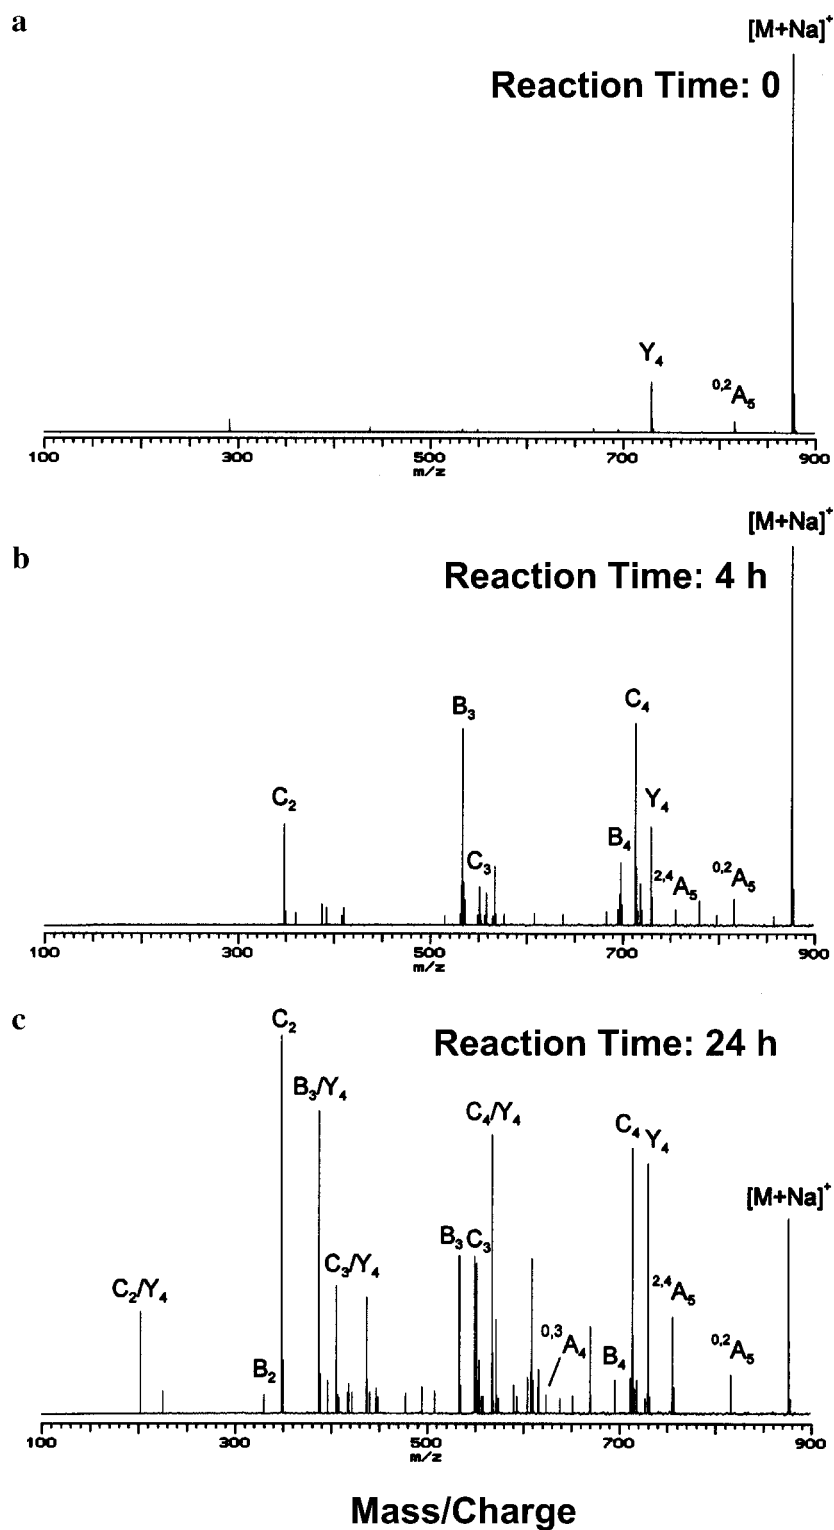 a
[M+Na]⁺
Reaction Time: 0
Y₄
⁰,²A₅
100 300 500 700 900
m/z
b
[M+Na]⁺
Reaction Time: 4 h
C₂
B₃
C₃
C₄
B₄
Y₄
²,⁴A₅
⁰,²A₅
100 300 500 700 900
m/z
c
Reaction Time: 24 h
C₂
B₃/Y₄
C₄/Y₄
C₄
Y₄
[M+Na]⁺
B₃
C₃
C₂/Y₄
C₃/Y₄
²,⁴A₅
⁰,³A₄
⁰,²A₅
B₂
B₄
100 300 500 700 900
m/z
Mass/Charge